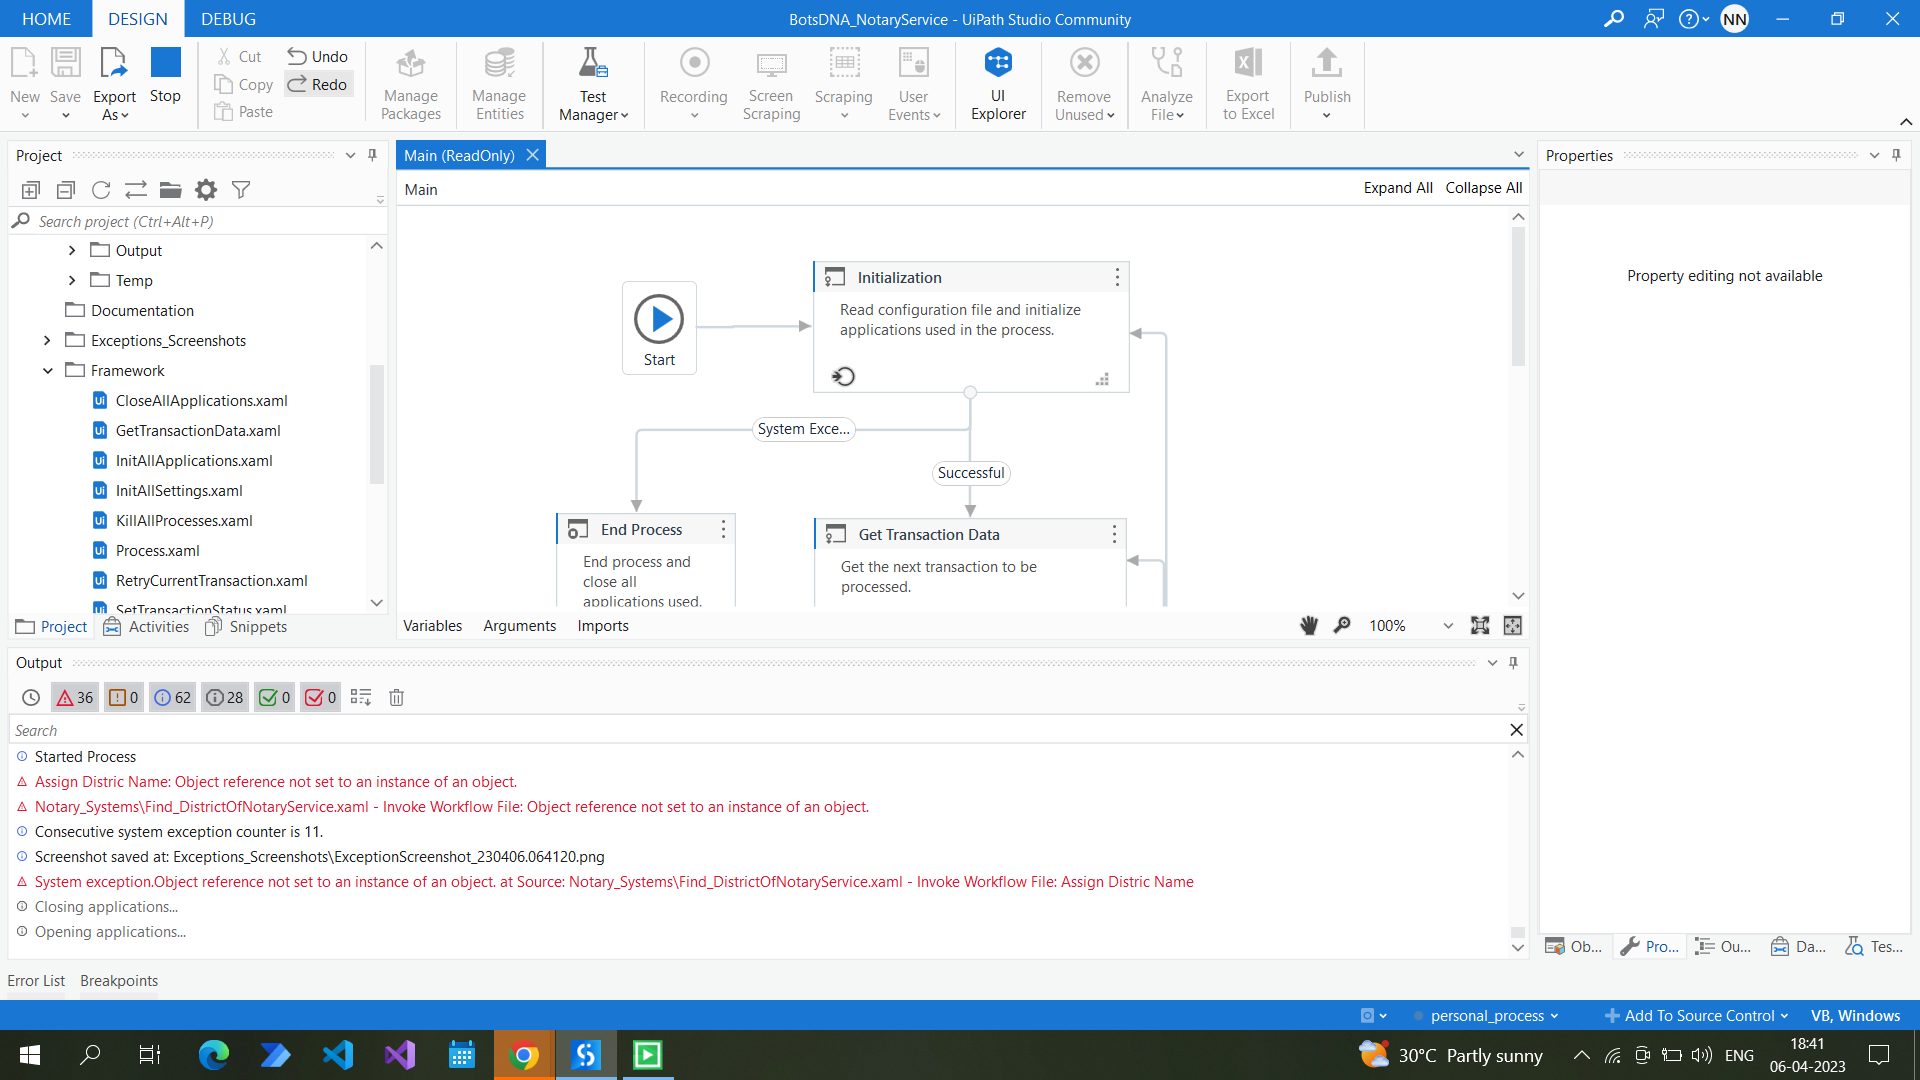 HOME
DESIGN
DEBUG
BotsDNA_NotaryService - UiPath Studio Community
NN
New
Save
Export As
Stop
Cut
Copy
Paste
Undo
Redo
Manage Packages
Manage Entities
Test Manager
Recording
Screen Scraping
Scraping
User Events
UI Explorer
Remove Unused
Analyze File
Export to Excel
Publish
Project
Search project (Ctrl+Alt+P)
Output
Temp
Documentation
Exceptions_Screenshots
Framework
CloseAllApplications.xaml
GetTransactionData.xaml
InitAllApplications.xaml
InitAllSettings.xaml
KillAllProcesses.xaml
Process.xaml
RetryCurrentTransaction.xaml
SetTransactionStatus.xaml
Project
Activities
Snippets
Main (ReadOnly)
Main
Expand All
Collapse All
Start
Initialization
Read configuration file and initialize
applications used in the process.
System Exce...
Successful
End Process
End process and
close all
applications used.
Get Transaction Data
Get the next transaction to be
processed.
Variables
Arguments
Imports
100%
Properties
Property editing not available
Output
36
0
62
28
0
0
Search
Started Process
Assign Distric Name: Object reference not set to an instance of an object.
Notary_Systems\Find_DistrictOfNotaryService.xaml - Invoke Workflow File: Object reference not set to an instance of an object.
Consecutive system exception counter is 11.
Screenshot saved at: Exceptions_Screenshots\ExceptionScreenshot_230406.064120.png
System exception.Object reference not set to an instance of an object. at Source: Notary_Systems\Find_DistrictOfNotaryService.xaml - Invoke Workflow File: Assign Distric Name
Closing applications...
Opening applications...
Ob...
Pro...
Ou...
Da...
Tes...
Error List
Breakpoints
personal_process
Add To Source Control
VB, Windows
30°C Partly sunny
ENG
18:41
06-04-2023